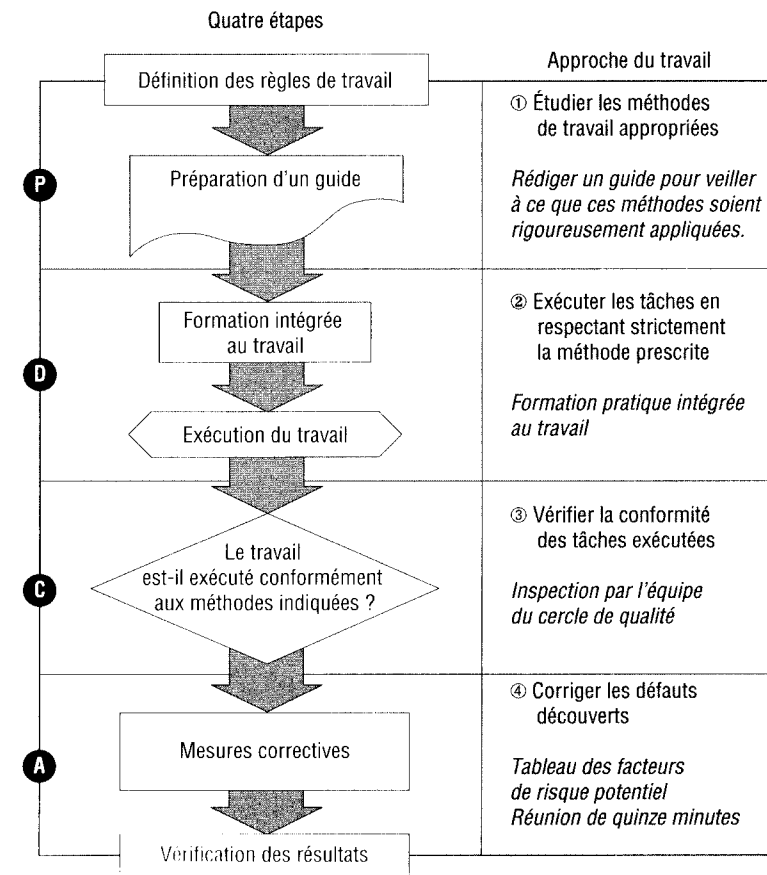 Quatre étapes
Approche du travail
Définition des règles de travail
① Étudier les méthodes
de travail appropriées
P
Préparation d'un guide
Rédiger un guide pour veiller
à ce que ces méthodes soient
rigoureusement appliquées.
D
Formation intégrée
au travail
② Exécuter les tâches en
respectant strictement
la méthode prescrite
Exécution du travail
Formation pratique intégrée
au travail
C
Le travail
est-il exécuté conformément
aux méthodes indiquées ?
③ Vérifier la conformité
des tâches exécutées
Inspection par l'équipe
du cercle de qualité
A
Mesures correctives
④ Corriger les défauts
découverts
Tableau des facteurs
de risque potentiel
Réunion de quinze minutes
Vérification des résultats